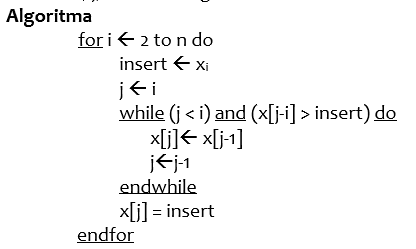 Algoritma
for i ← 2 to n do
insert ← xi
j ← i
while (j < i) and (x[j-i] > insert) do
x[j]← x[j-1]
j←j-1
endwhile
x[j] = insert
endfor